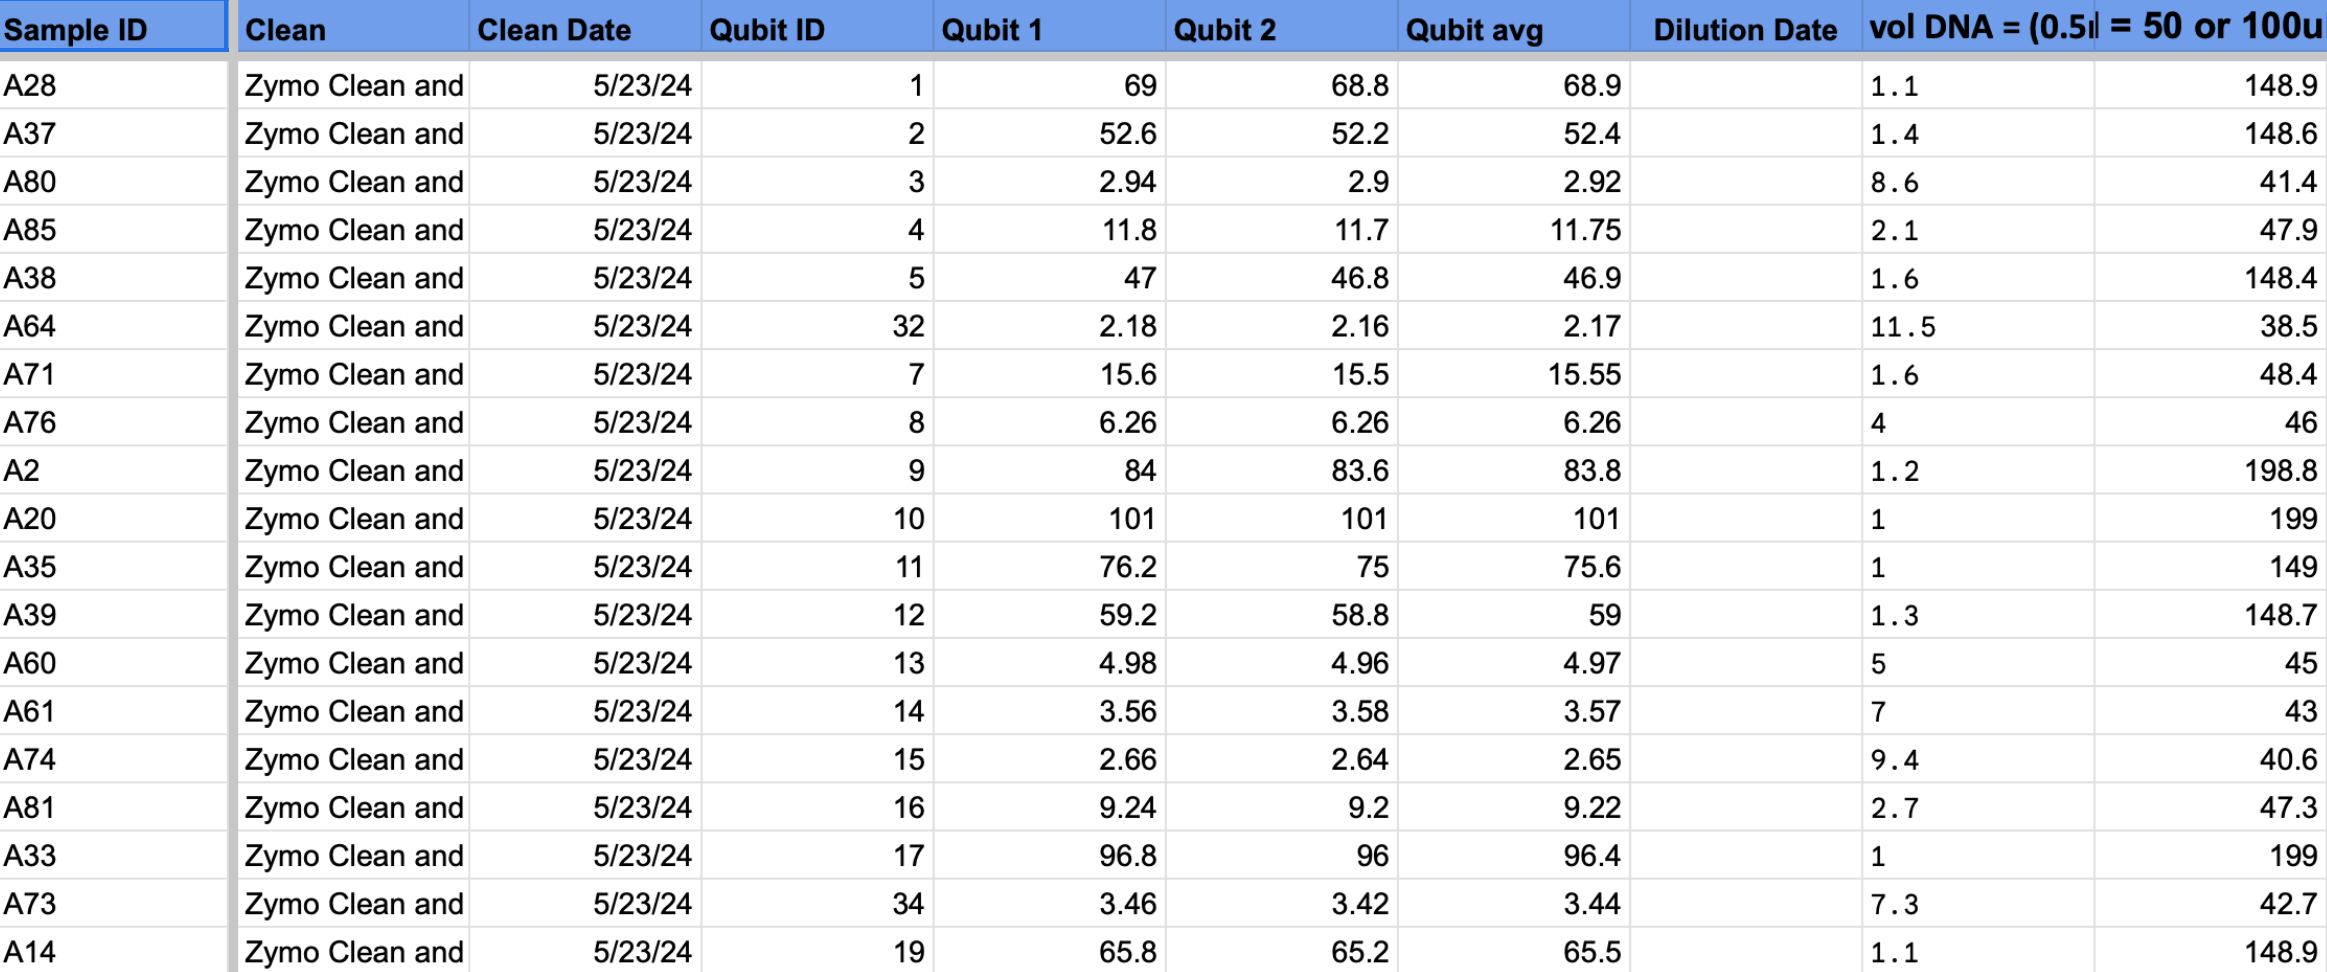 Sample ID Clean Clean Date Qubit ID Qubit 1 Qubit 2 Qubit avg Dilution Date vol DNA = (0.5 = 50 or 100u
A28 Zymo Clean and 5/23/24 1 69 68.8 68.9 1.1 148.9
A37 Zymo Clean and 5/23/24 2 52.6 52.2 52.4 1.4 148.6
A80 Zymo Clean and 5/23/24 3 2.94 2.9 2.92 8.6 41.4
A85 Zymo Clean and 5/23/24 4 11.8 11.7 11.75 2.1 47.9
A38 Zymo Clean and 5/23/24 5 47 46.8 46.9 1.6 148.4
A64 Zymo Clean and 5/23/24 32 2.18 2.16 2.17 11.5 38.5
A71 Zymo Clean and 5/23/24 7 15.6 15.5 15.55 1.6 48.4
A76 Zymo Clean and 5/23/24 8 6.26 6.26 6.26 4 46
A2 Zymo Clean and 5/23/24 9 84 83.6 83.8 1.2 198.8
A20 Zymo Clean and 5/23/24 10 101 101 101 1 199
A35 Zymo Clean and 5/23/24 11 76.2 75 75.6 1 149
A39 Zymo Clean and 5/23/24 12 59.2 58.8 59 1.3 148.7
A60 Zymo Clean and 5/23/24 13 4.98 4.96 4.97 5 45
A61 Zymo Clean and 5/23/24 14 3.56 3.58 3.57 7 43
A74 Zymo Clean and 5/23/24 15 2.66 2.64 2.65 9.4 40.6
A81 Zymo Clean and 5/23/24 16 9.24 9.2 9.22 2.7 47.3
A33 Zymo Clean and 5/23/24 17 96.8 96 96.4 1 199
A73 Zymo Clean and 5/23/24 34 3.46 3.42 3.44 7.3 42.7
A14 Zymo Clean and 5/23/24 19 65.8 65.2 65.5 1.1 148.9